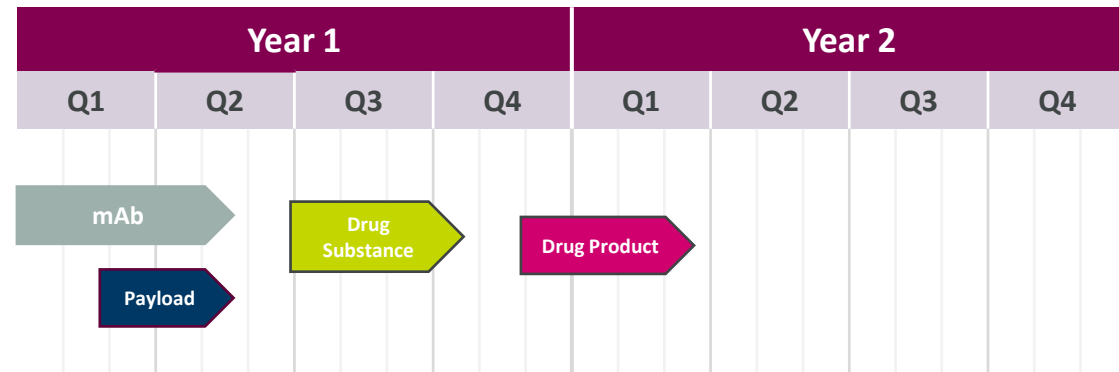 Year 1
Year 2
Q1
Q2
Q3
Q4
Q1
Q2
Q3
Q4
mAb
Drug
Substance
Drug Product
Payload